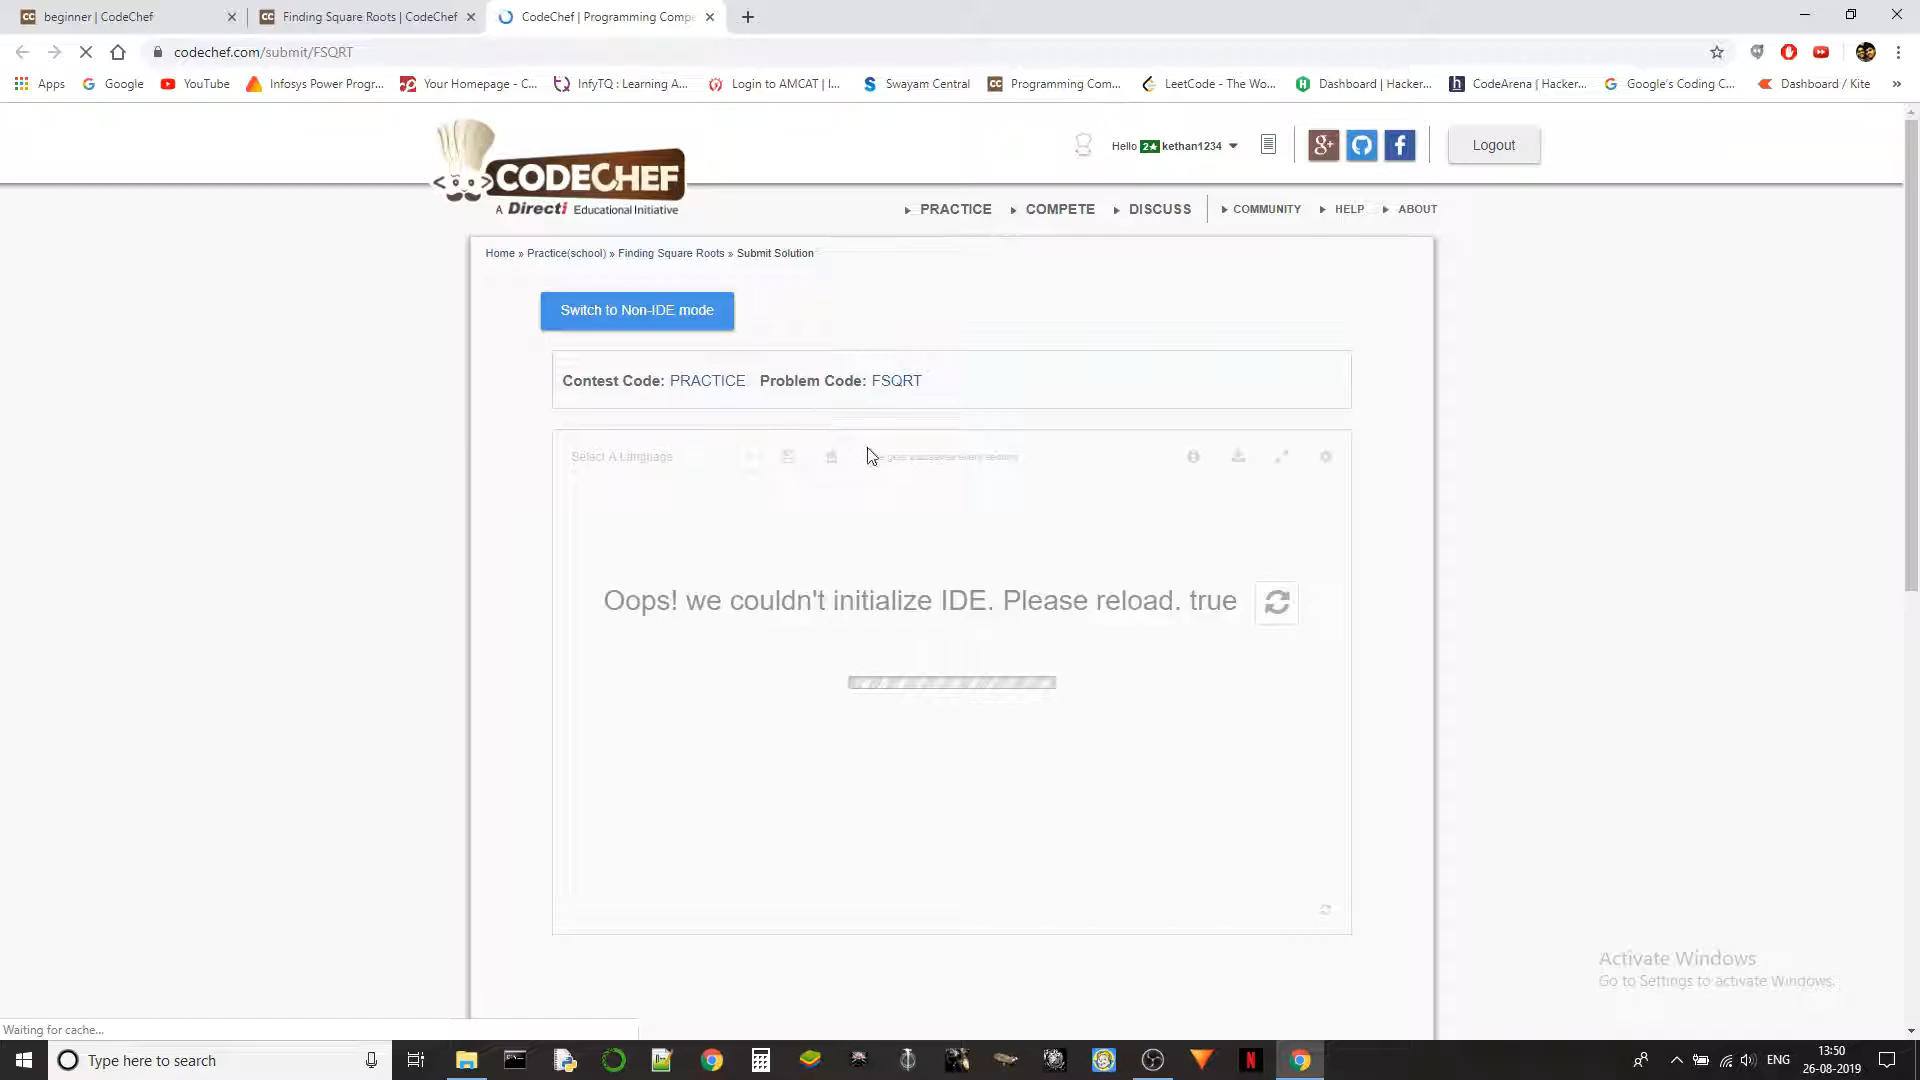 beginner | CodeChef
Finding Square Roots | CodeChef
CodeChef | Programming Compe
codechef.com/submit/FSQRT
Apps
Google
YouTube
Infosys Power Progr...
Your Homepage - C...
InfyTQ : Learning A...
Login to AMCAT | I...
Swayam Central
Programming Com...
LeetCode - The Wo...
Dashboard | Hacker...
CodeArena | Hacker...
Google's Coding C...
Dashboard / Kite
»
CODECHEF
A Directi Educational Initiative
Hello 2★ kethan1234
Logout
PRACTICE
COMPETE
DISCUSS
COMMUNITY
HELP
ABOUT
Home » Practice(school) » Finding Square Roots » Submit Solution
Switch to Non-IDE mode
Contest Code: PRACTICE Problem Code: FSQRT
Select A Language
Oops! we couldn't initialize IDE. Please reload. true
Activate Windows
Go to Settings to activate Windows.
Waiting for cache...
Type here to search
ENG
13:50
26-08-2019